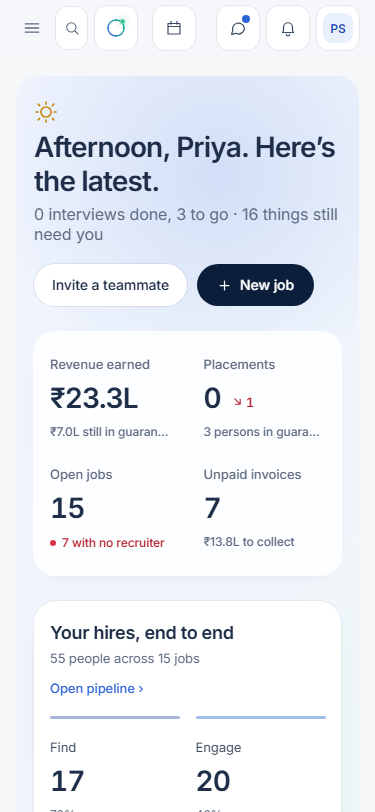 PS
Afternoon, Priya. Here's
the latest.
0 interviews done, 3 to go · 16 things still
need you
Invite a teammate
+ New job
Revenue earned
Placements
₹23.3L
0 ↘ 1
₹7.0L still in guaran...
3 persons in guara...
Open jobs
Unpaid invoices
15
7
7 with no recruiter
₹13.8L to collect
Your hires, end to end
55 people across 15 jobs
Open pipeline ›
Find
Engage
17
20